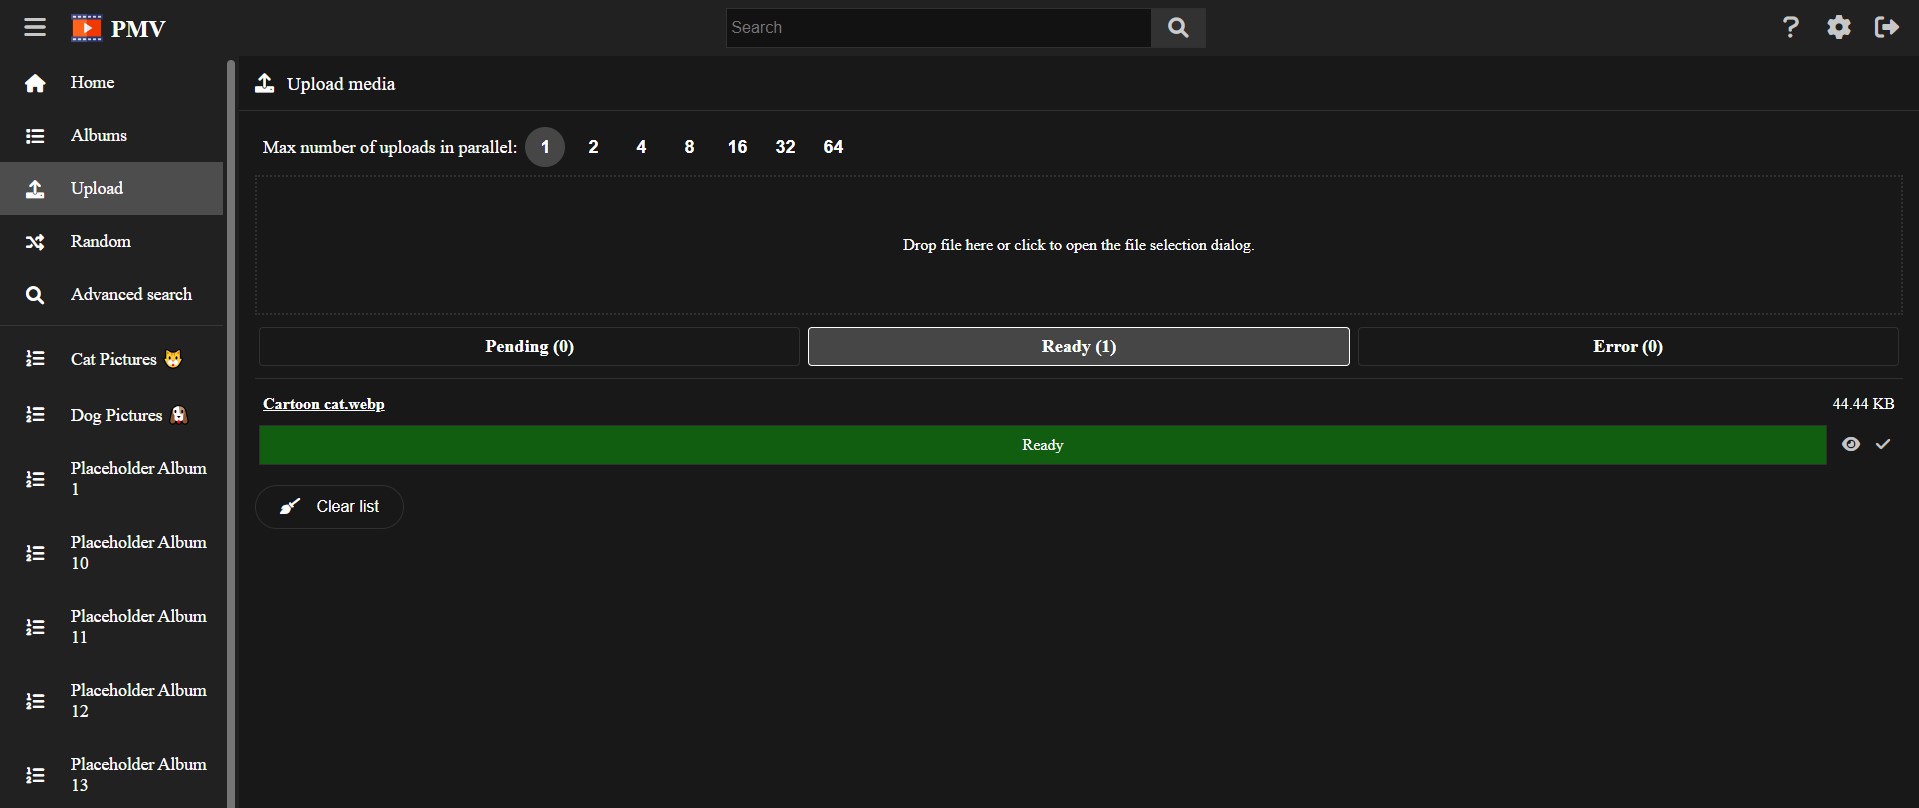 PMV
Search
Home
Albums
Upload
Random
Advanced search
Cat Pictures 🐱
Dog Pictures 🐶
Placeholder Album
1
Placeholder Album
10
Placeholder Album
11
Placeholder Album
12
Placeholder Album
13
Upload media
Max number of uploads in parallel: 1 2 4 8 16 32 64
Drop file here or click to open the file selection dialog.
Pending (0) Ready (1) Error (0)
Cartoon cat.webp 44.44 KB
Ready
Clear list